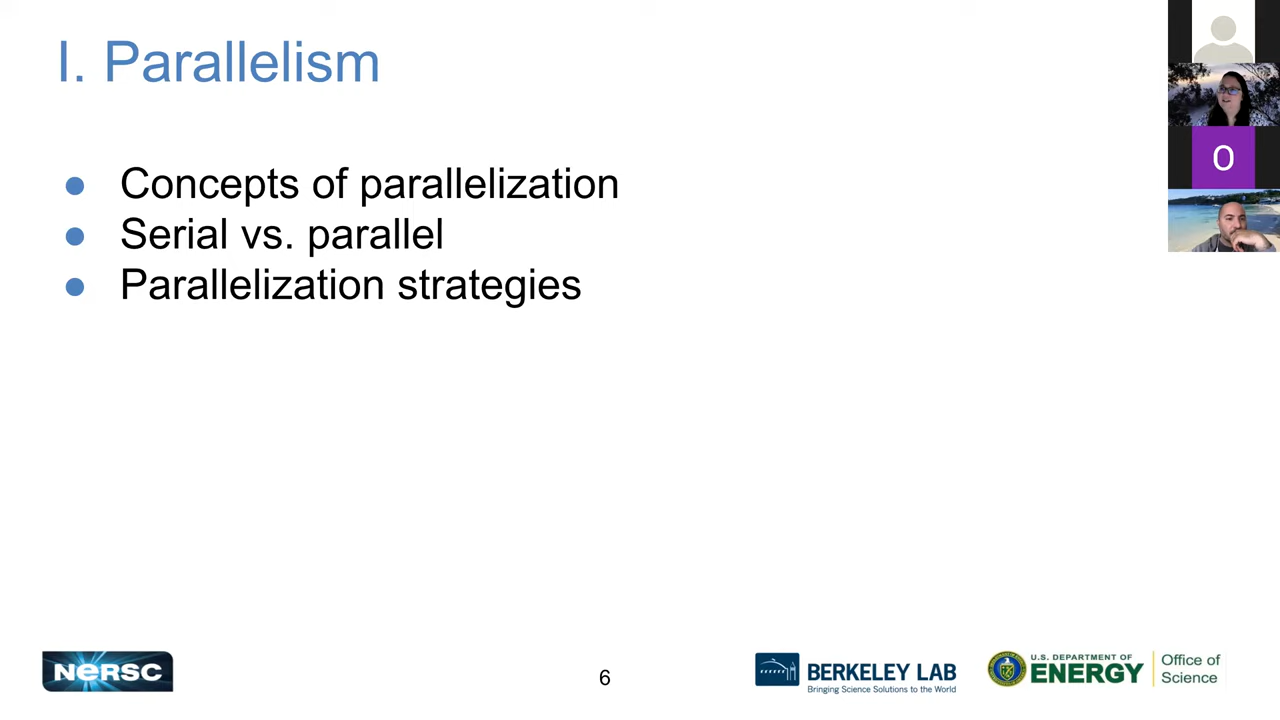 I. Parallelism
● Concepts of parallelization
● Serial vs. parallel
● Parallelization strategies
O
NERSC
6
BERKELEY LAB
Bringing Science Solutions to the World
U.S. DEPARTMENT OF
ENERGY
Office of
Science